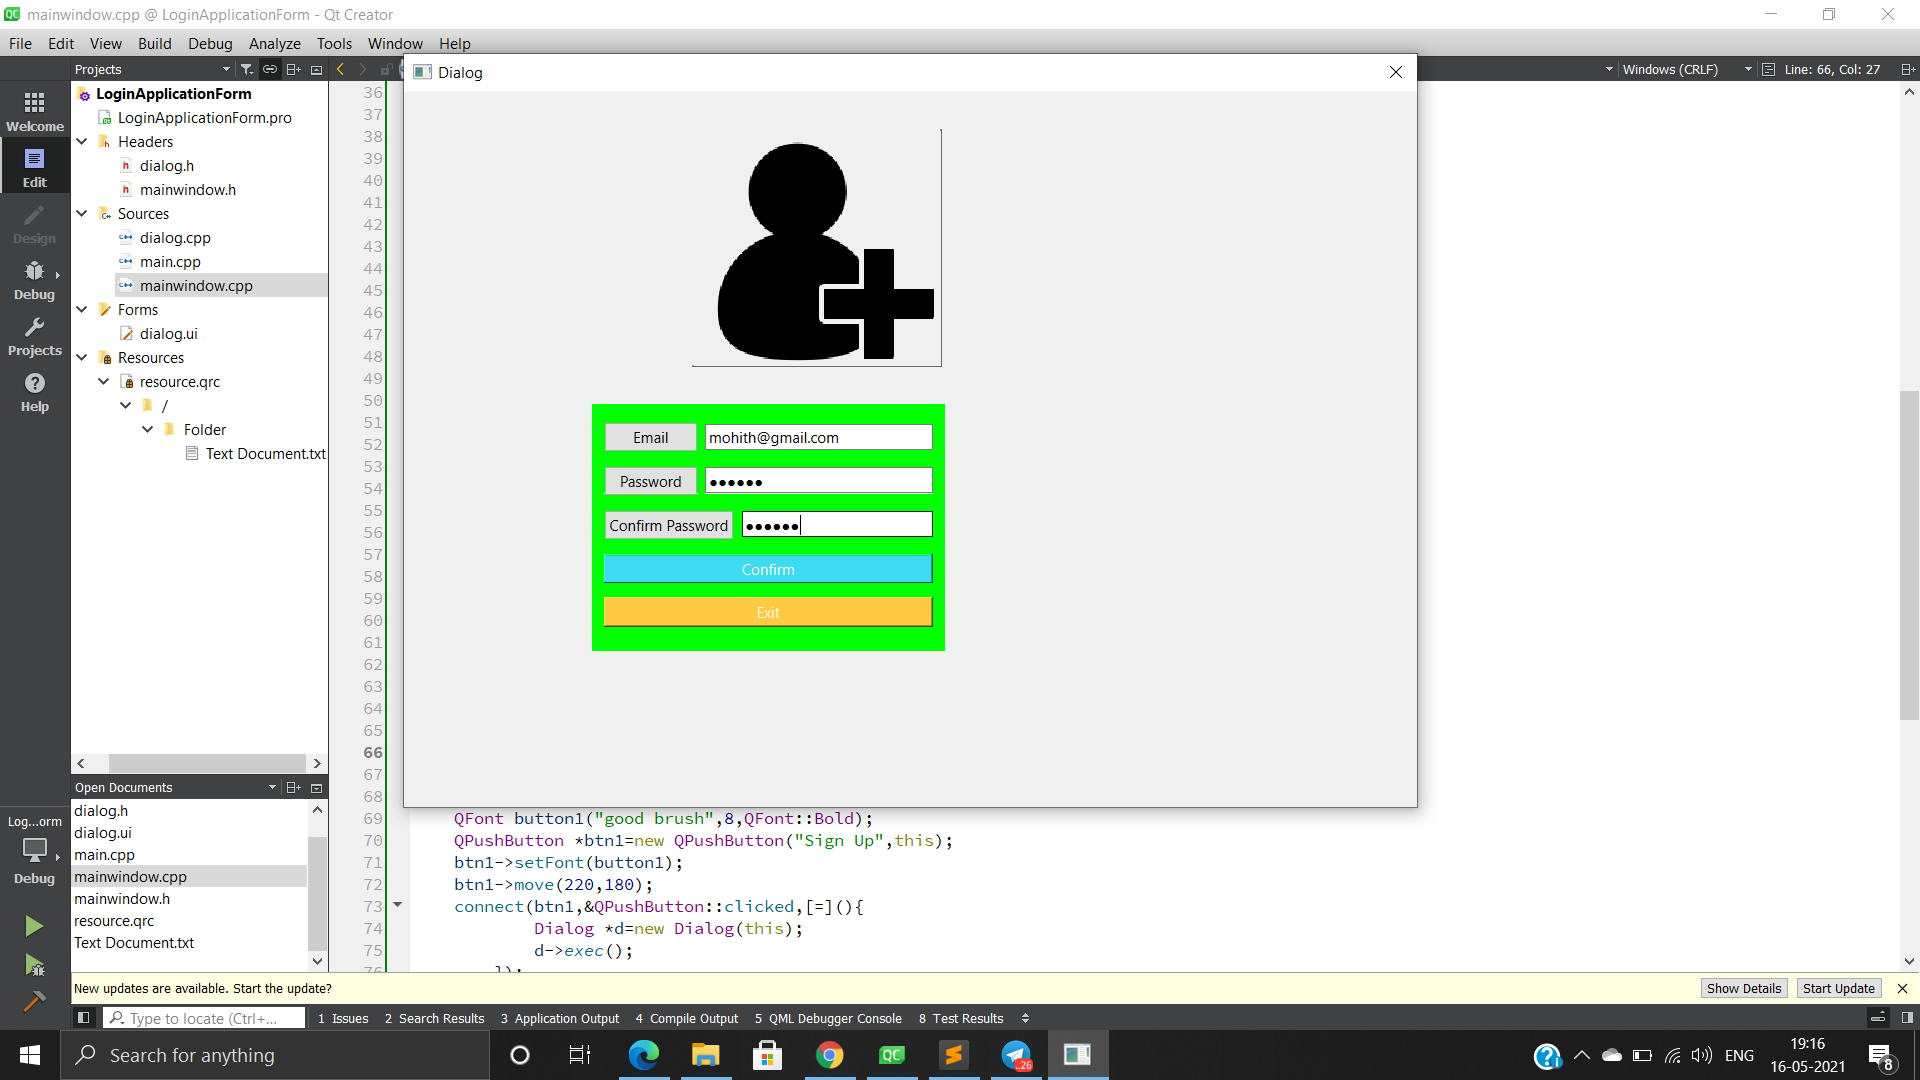 mainwindow.cpp @ LoginApplicationForm - Qt Creator
File Edit View Build Debug Analyze Tools Window Help
Projects
Windows (CRLF)
Line: 66, Col: 27
Welcome
Edit
Design
Debug
Projects
Help
LoginApplicationForm
LoginApplicationForm.pro
Headers
dialog.h
mainwindow.h
Sources
dialog.cpp
main.cpp
mainwindow.cpp
Forms
dialog.ui
Resources
resource.qrc
/
Folder
Text Document.txt
Open Documents
dialog.h
dialog.ui
main.cpp
mainwindow.cpp
mainwindow.h
resource.qrc
Text Document.txt
Log...orm
Debug
36
37
38
39
40
41
42
43
44
45
46
47
48
49
50
51
52
53
54
55
56
57
58
59
60
61
62
63
64
65
66
67
68
Dialog
Email mohith@gmail.com
Password ●●●●●●
Confirm Password ●●●●●●
Confirm
Exit
69 QFont button1("good brush",8,QFont::Bold);
70 QPushButton *btn1=new QPushButton("Sign Up",this);
71 btn1->setFont(button1);
72 btn1->move(220,180);
73 connect(btn1,&QPushButton::clicked,[=](){
74 Dialog *d=new Dialog(this);
75 d->exec();
76 });
New updates are available. Start the update?
Show Details
Start Update
Type to locate (Ctrl+...
1 Issues 2 Search Results 3 Application Output 4 Compile Output 5 QML Debugger Console 8 Test Results
Search for anything
QC
..26
ENG
19:16
16-05-2021
8